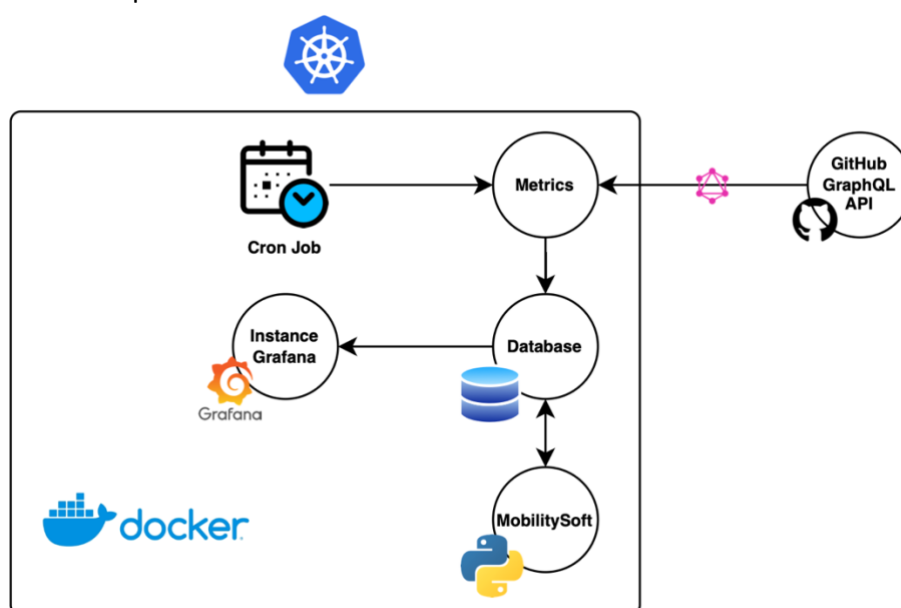 GitHub
GraphQL
API
Metrics
Cron Job
Instance
Grafana
Database
Grafana
MobilitySoft
docker